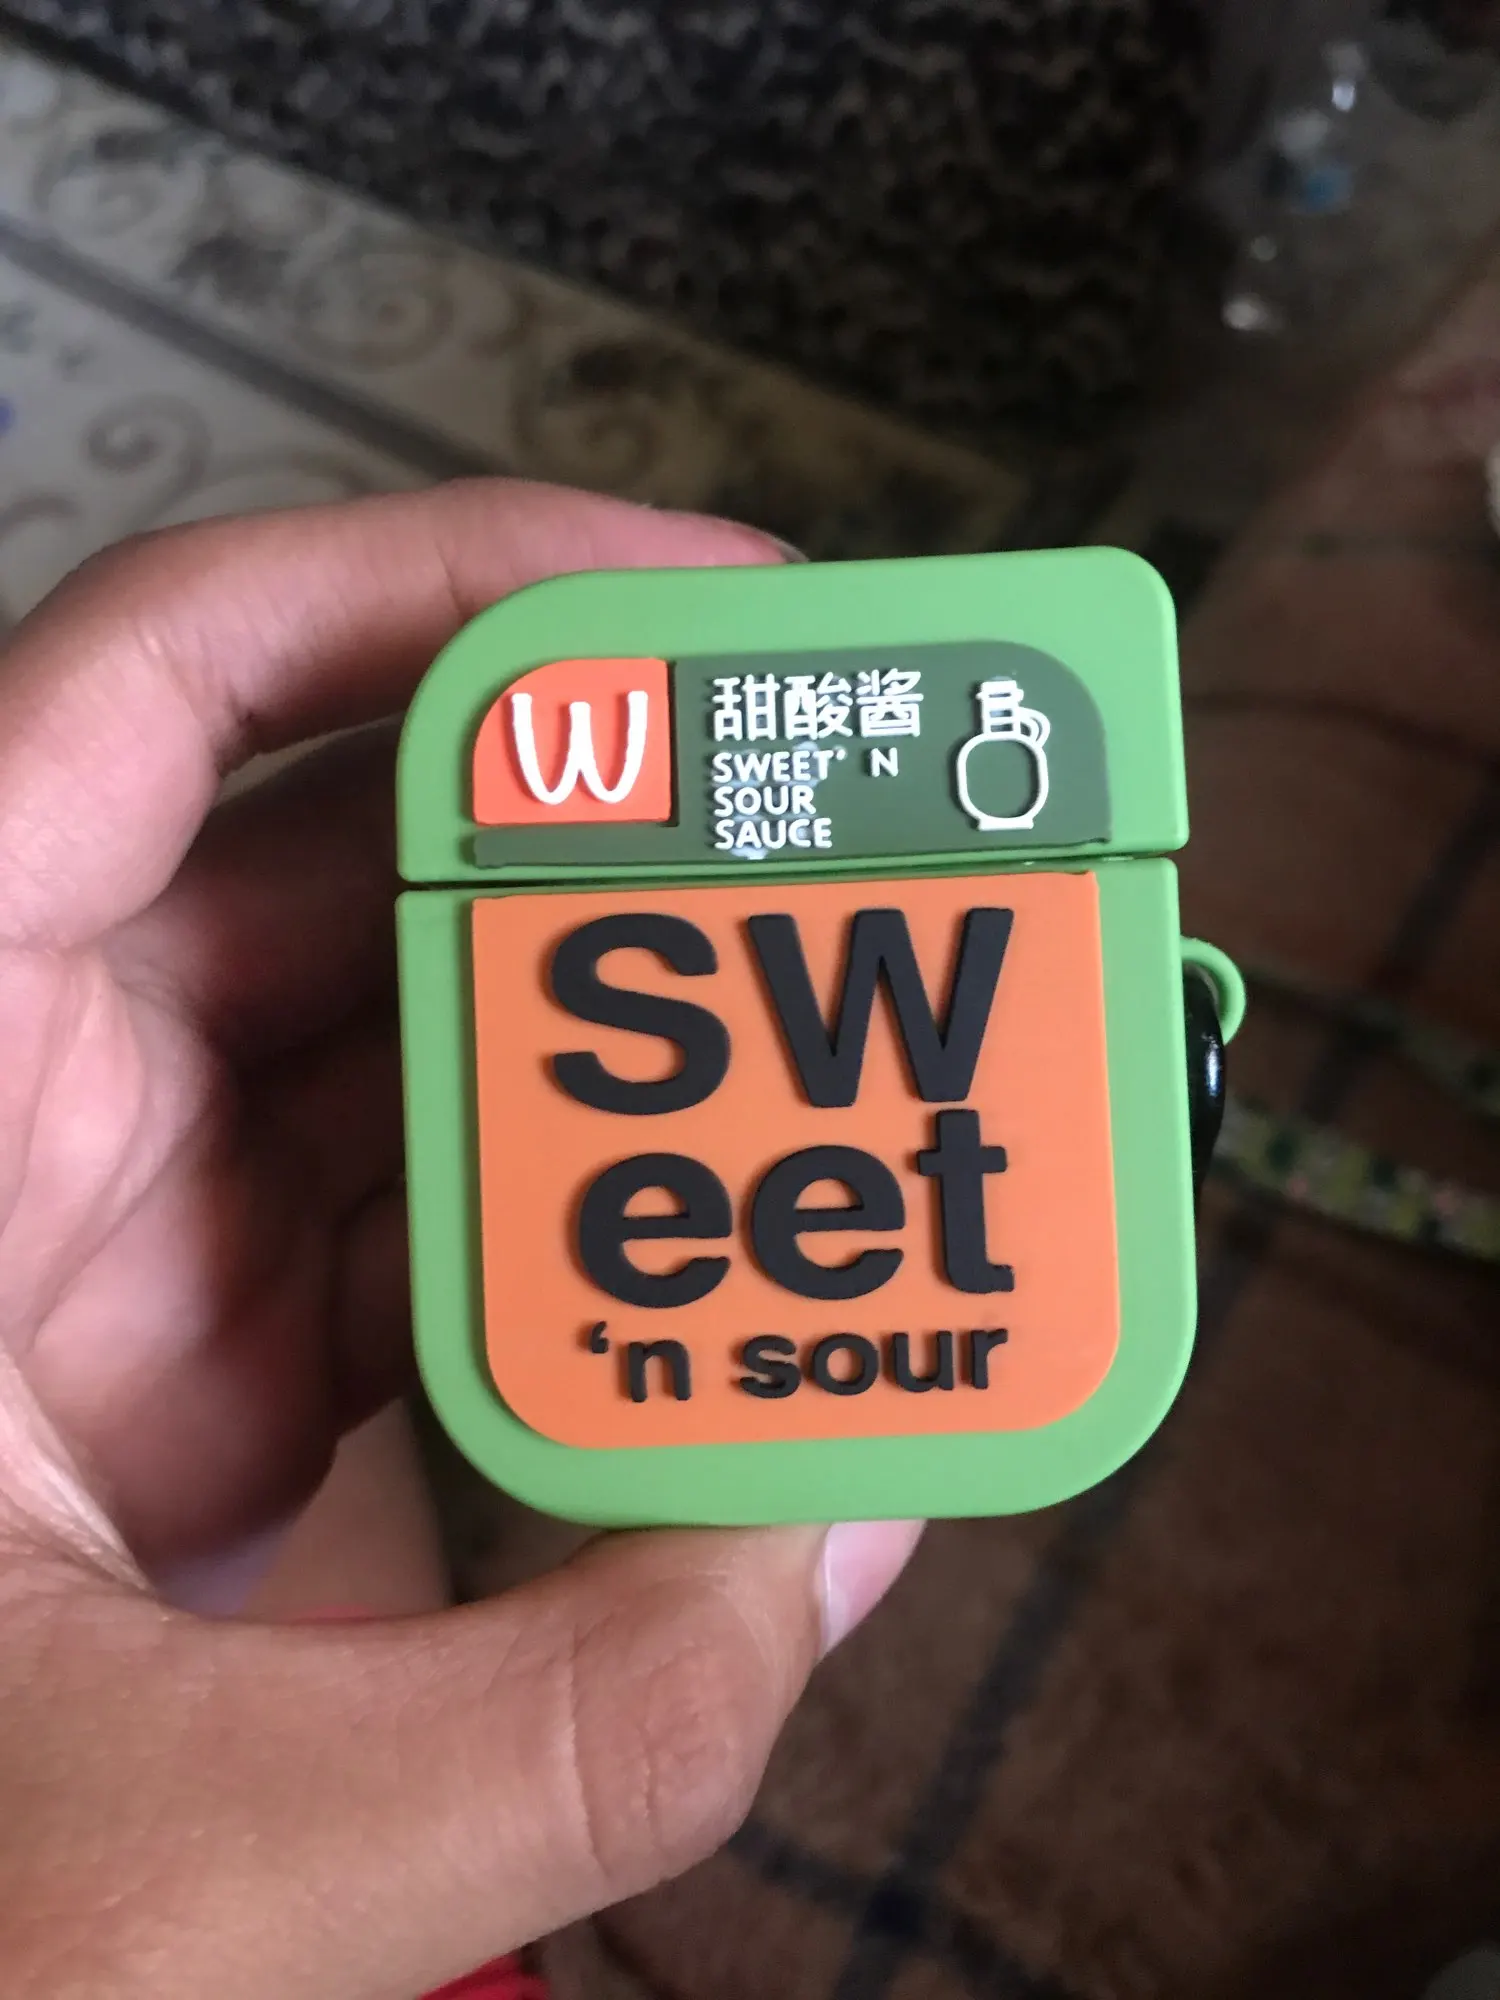 W
甜酸酱
SWEET' N
SOUR
SAUCE
sw
eet
'n sour